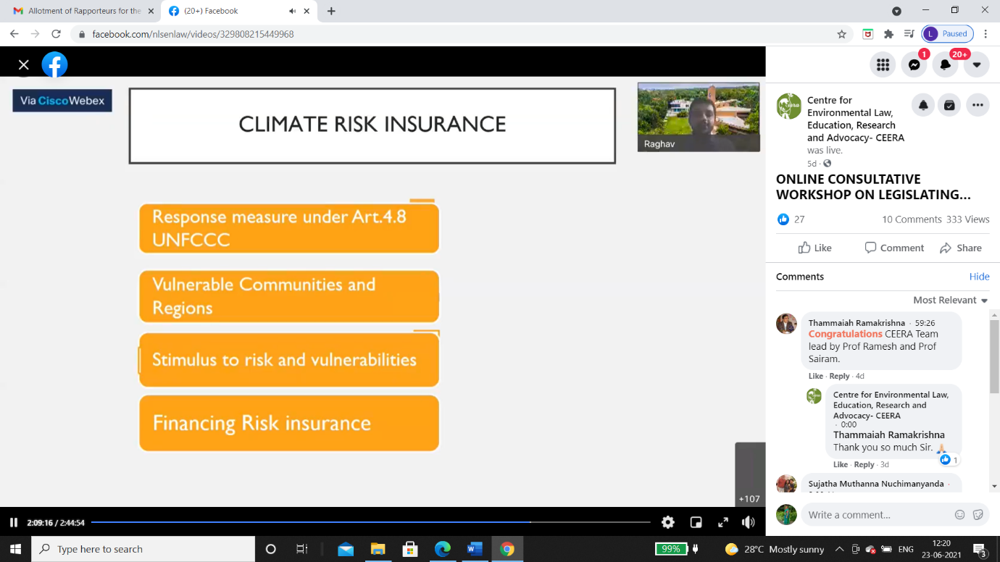 Allotment of Rapporteurs for the
(20+) Facebook
facebook.com/nlsenlaw/videos/329808215449968
L Paused
1
20+
Via Cisco Webex
CLIMATE RISK INSURANCE
Raghav
Response measure under Art.4.8
UNFCCC
Vulnerable Communities and
Regions
Stimulus to risk and vulnerabilities
Financing Risk insurance
+107
2:09:16 / 2:44:54
Centre for
Environmental Law,
Education, Research
and Advocacy- CEERA
was live.
5d ·
ONLINE CONSULTATIVE
WORKSHOP ON LEGISLATING...
27
10 Comments 333 Views
Like Comment Share
Comments Hide
Most Relevant
Thammaiah Ramakrishna · 59:26
Congratulations CEERA Team
lead by Prof Ramesh and Prof
Sairam.
Like · Reply · 4d
Centre for Environmental Law,
Education, Research and
Advocacy- CEERA
· 0:00
Thammaiah Ramakrishna
Thank you so much Sir.
1
Like · Reply · 3d
Sujatha Muthanna Nuchimanyanda ·
Write a comment...
Type here to search
99%
28°C Mostly sunny
ENG
12:20
23-06-2021
3